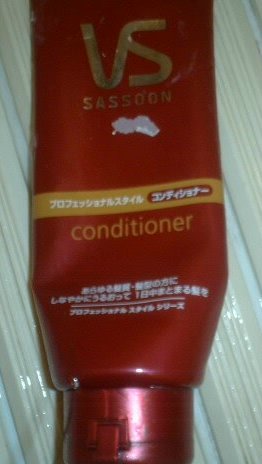 VS
SASSOON
プロフェッショナルスタイル コンディショナー
conditioner
あらゆる髪質・髪型の方に
しなやかにうるおって 1日中まとまる髪を
プロフェッショナル スタイル シリーズ